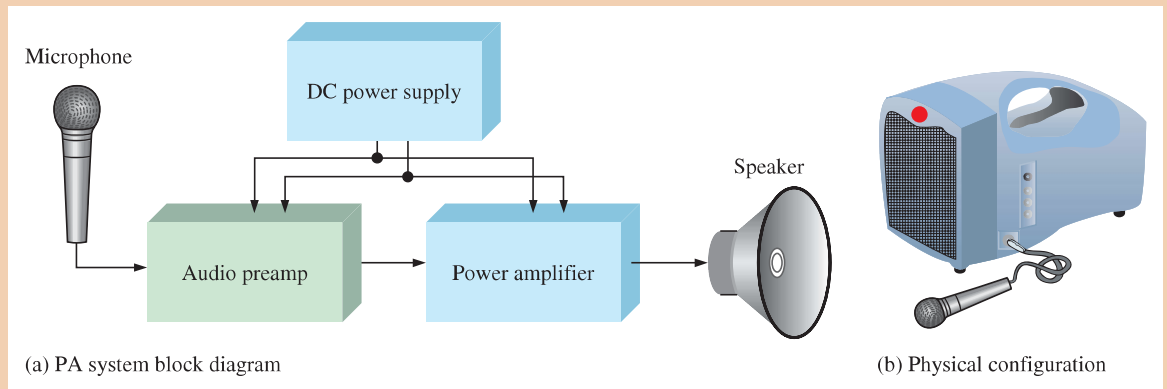 Microphone
DC power supply
Speaker
Audio preamp
Power amplifier
(a) PA system block diagram
(b) Physical configuration